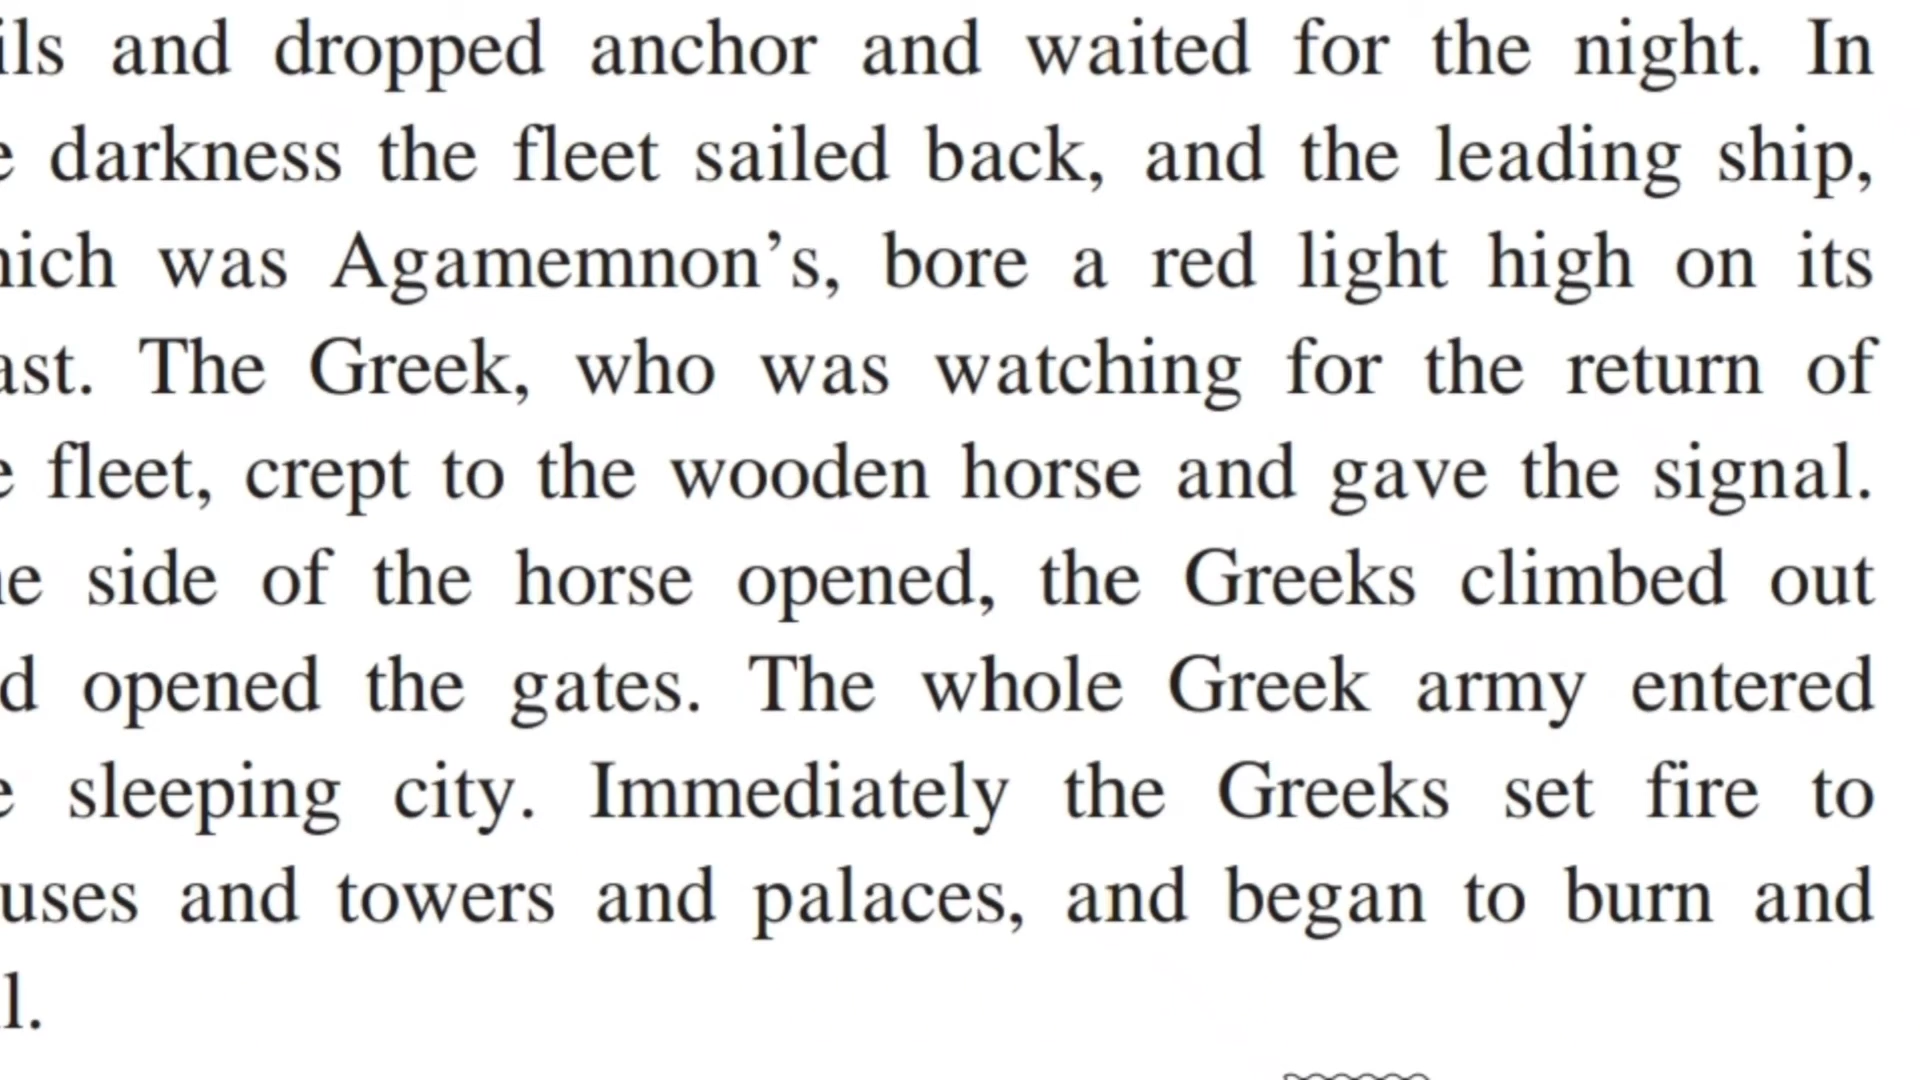 ils and dropped anchor and waited for the night. In
e darkness the fleet sailed back, and the leading ship,
hich was Agamemnon’s, bore a red light high on its
ast. The Greek, who was watching for the return of
e fleet, crept to the wooden horse and gave the signal.
he side of the horse opened, the Greeks climbed out
d opened the gates. The whole Greek army entered
e sleeping city. Immediately the Greeks set fire to
uses and towers and palaces, and began to burn and
l.